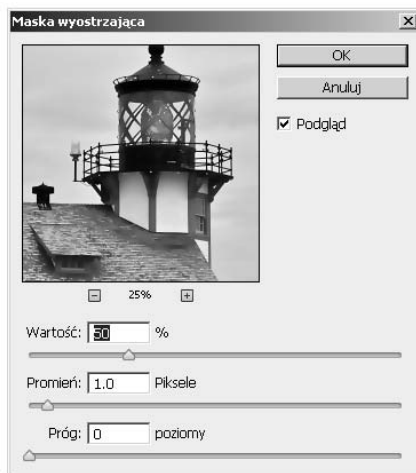 Maska wyostrzająca
OK
Anuluj
Podgląd
25%
Wartość: 50 %
Promień: 1.0 Piksele
Próg: 0 poziomy